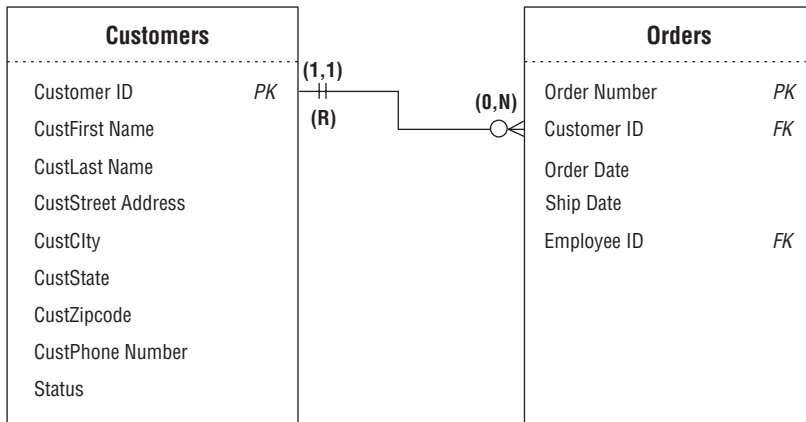 Customers
Customer ID PK
CustFirst Name
CustLast Name
CustStreet Address
CustCIty
CustState
CustZipcode
CustPhone Number
Status
(1,1)
(R)
(0,N)
Orders
Order Number PK
Customer ID FK
Order Date
Ship Date
Employee ID FK